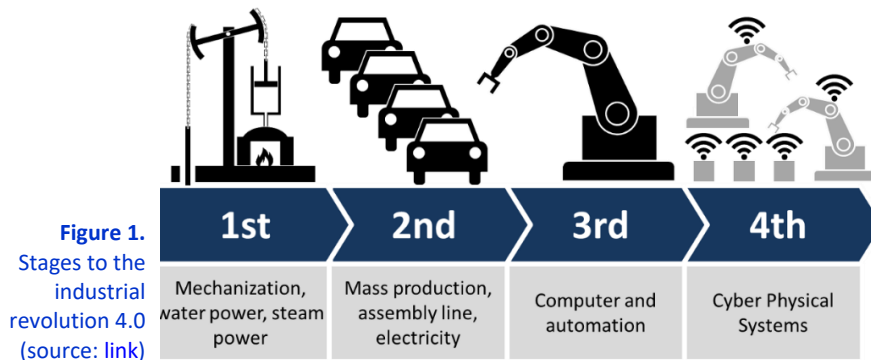 1st
2nd
3rd
4th
Figure 1.
Stages to the
industrial
revolution 4.0
(source: link)
Mechanization,
water power, steam
power
Mass production,
assembly line,
electricity
Computer and
automation
Cyber Physical
Systems